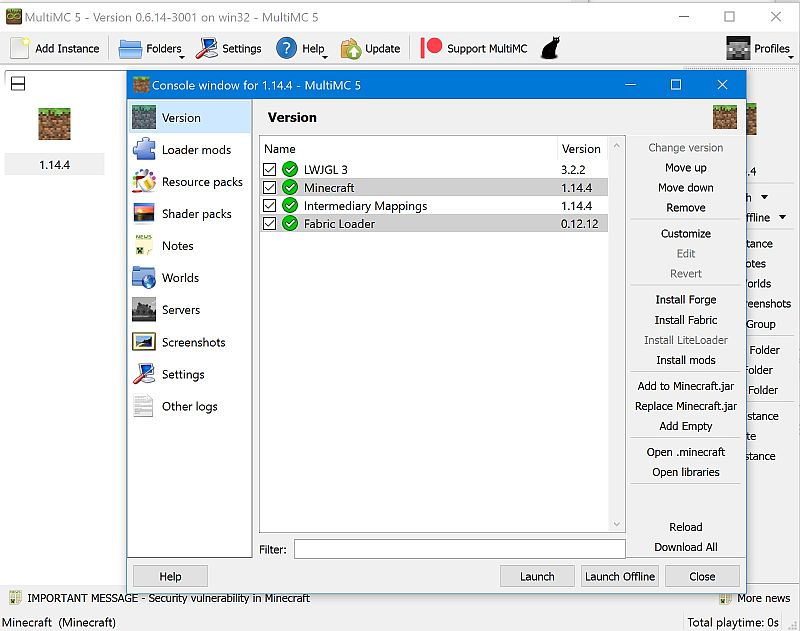 MultiMC 5 - Version 0.6.14-3001 on win32 - MultiMC 5
Add Instance Folders Settings Help Update Support MultiMC Profiles
1.14.4
Console window for 1.14.4 - MultiMC 5
Version
Loader mods
Resource packs
Shader packs
NEWS
Notes
Worlds
Servers
Screenshots
Settings
Other logs
Version
Name Version
LWJGL 3 3.2.2
Minecraft 1.14.4
Intermediary Mappings 1.14.4
Fabric Loader 0.12.12
Filter:
Change version
Move up
Move down
Remove
Customize
Edit
Revert
Install Forge
Install Fabric
Install LiteLoader
Install mods
Add to Minecraft.jar
Replace Minecraft.jar
Add Empty
Open .minecraft
Open libraries
Reload
Download All
Help Launch Launch Offline Close
.4
h
ffline
tance
otes
orlds
eenshots
Group
Folder
older
Folder
stance
te
stance
IMPORTANT MESSAGE - Security vulnerability in Minecraft More news
Minecraft (Minecraft) Total playtime: 0s